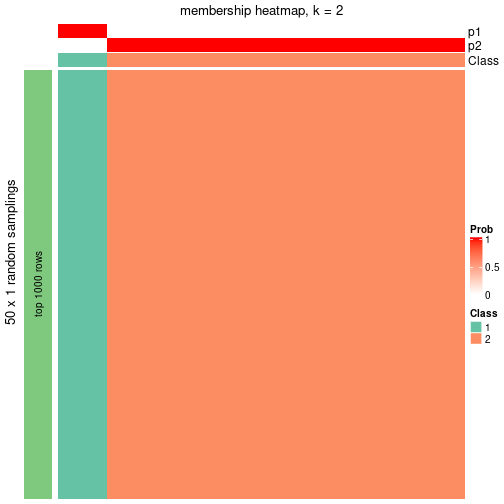 membership heatmap, k = 2
p1
p2
Class
50 x 1 random samplings
top 1000 rows
Prob
1
0.5
0
Class
1
2